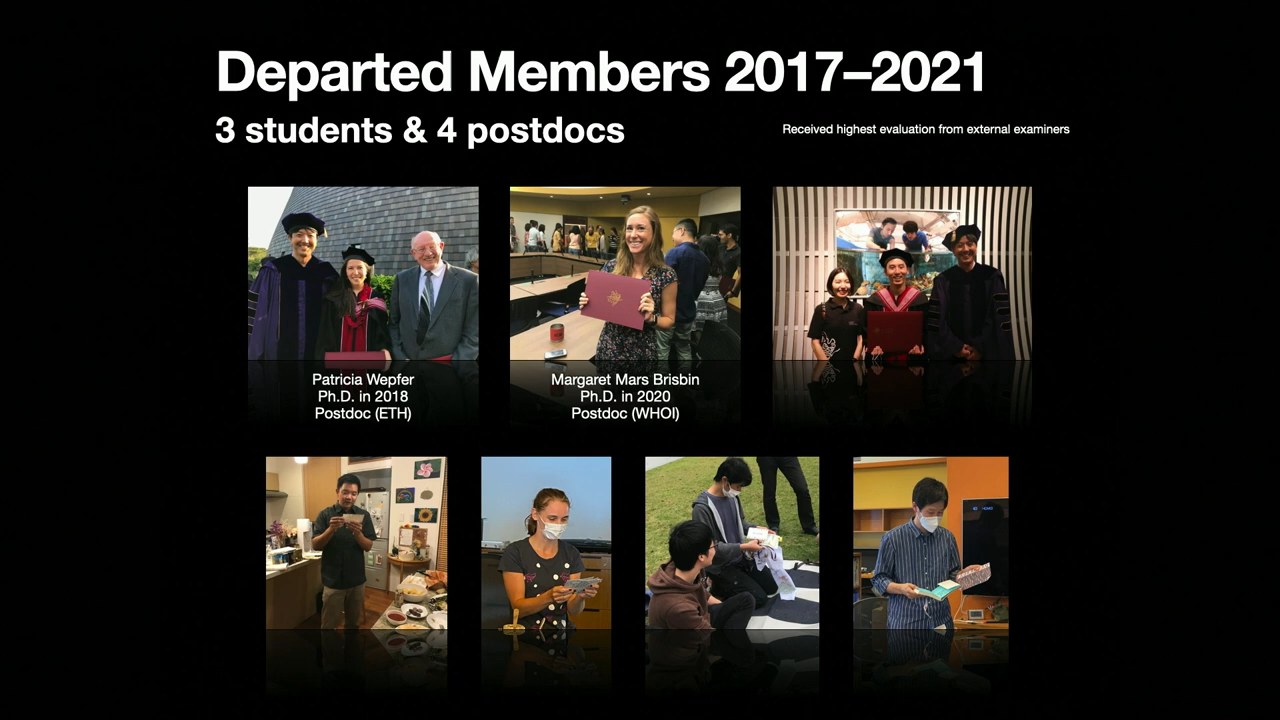 Departed Members 2017–2021
3 students & 4 postdocs
Received highest evaluation from external examiners
Patricia Wepfer
Ph.D. in 2018
Postdoc (ETH)
Margaret Mars Brisbin
Ph.D. in 2020
Postdoc (WHOI)